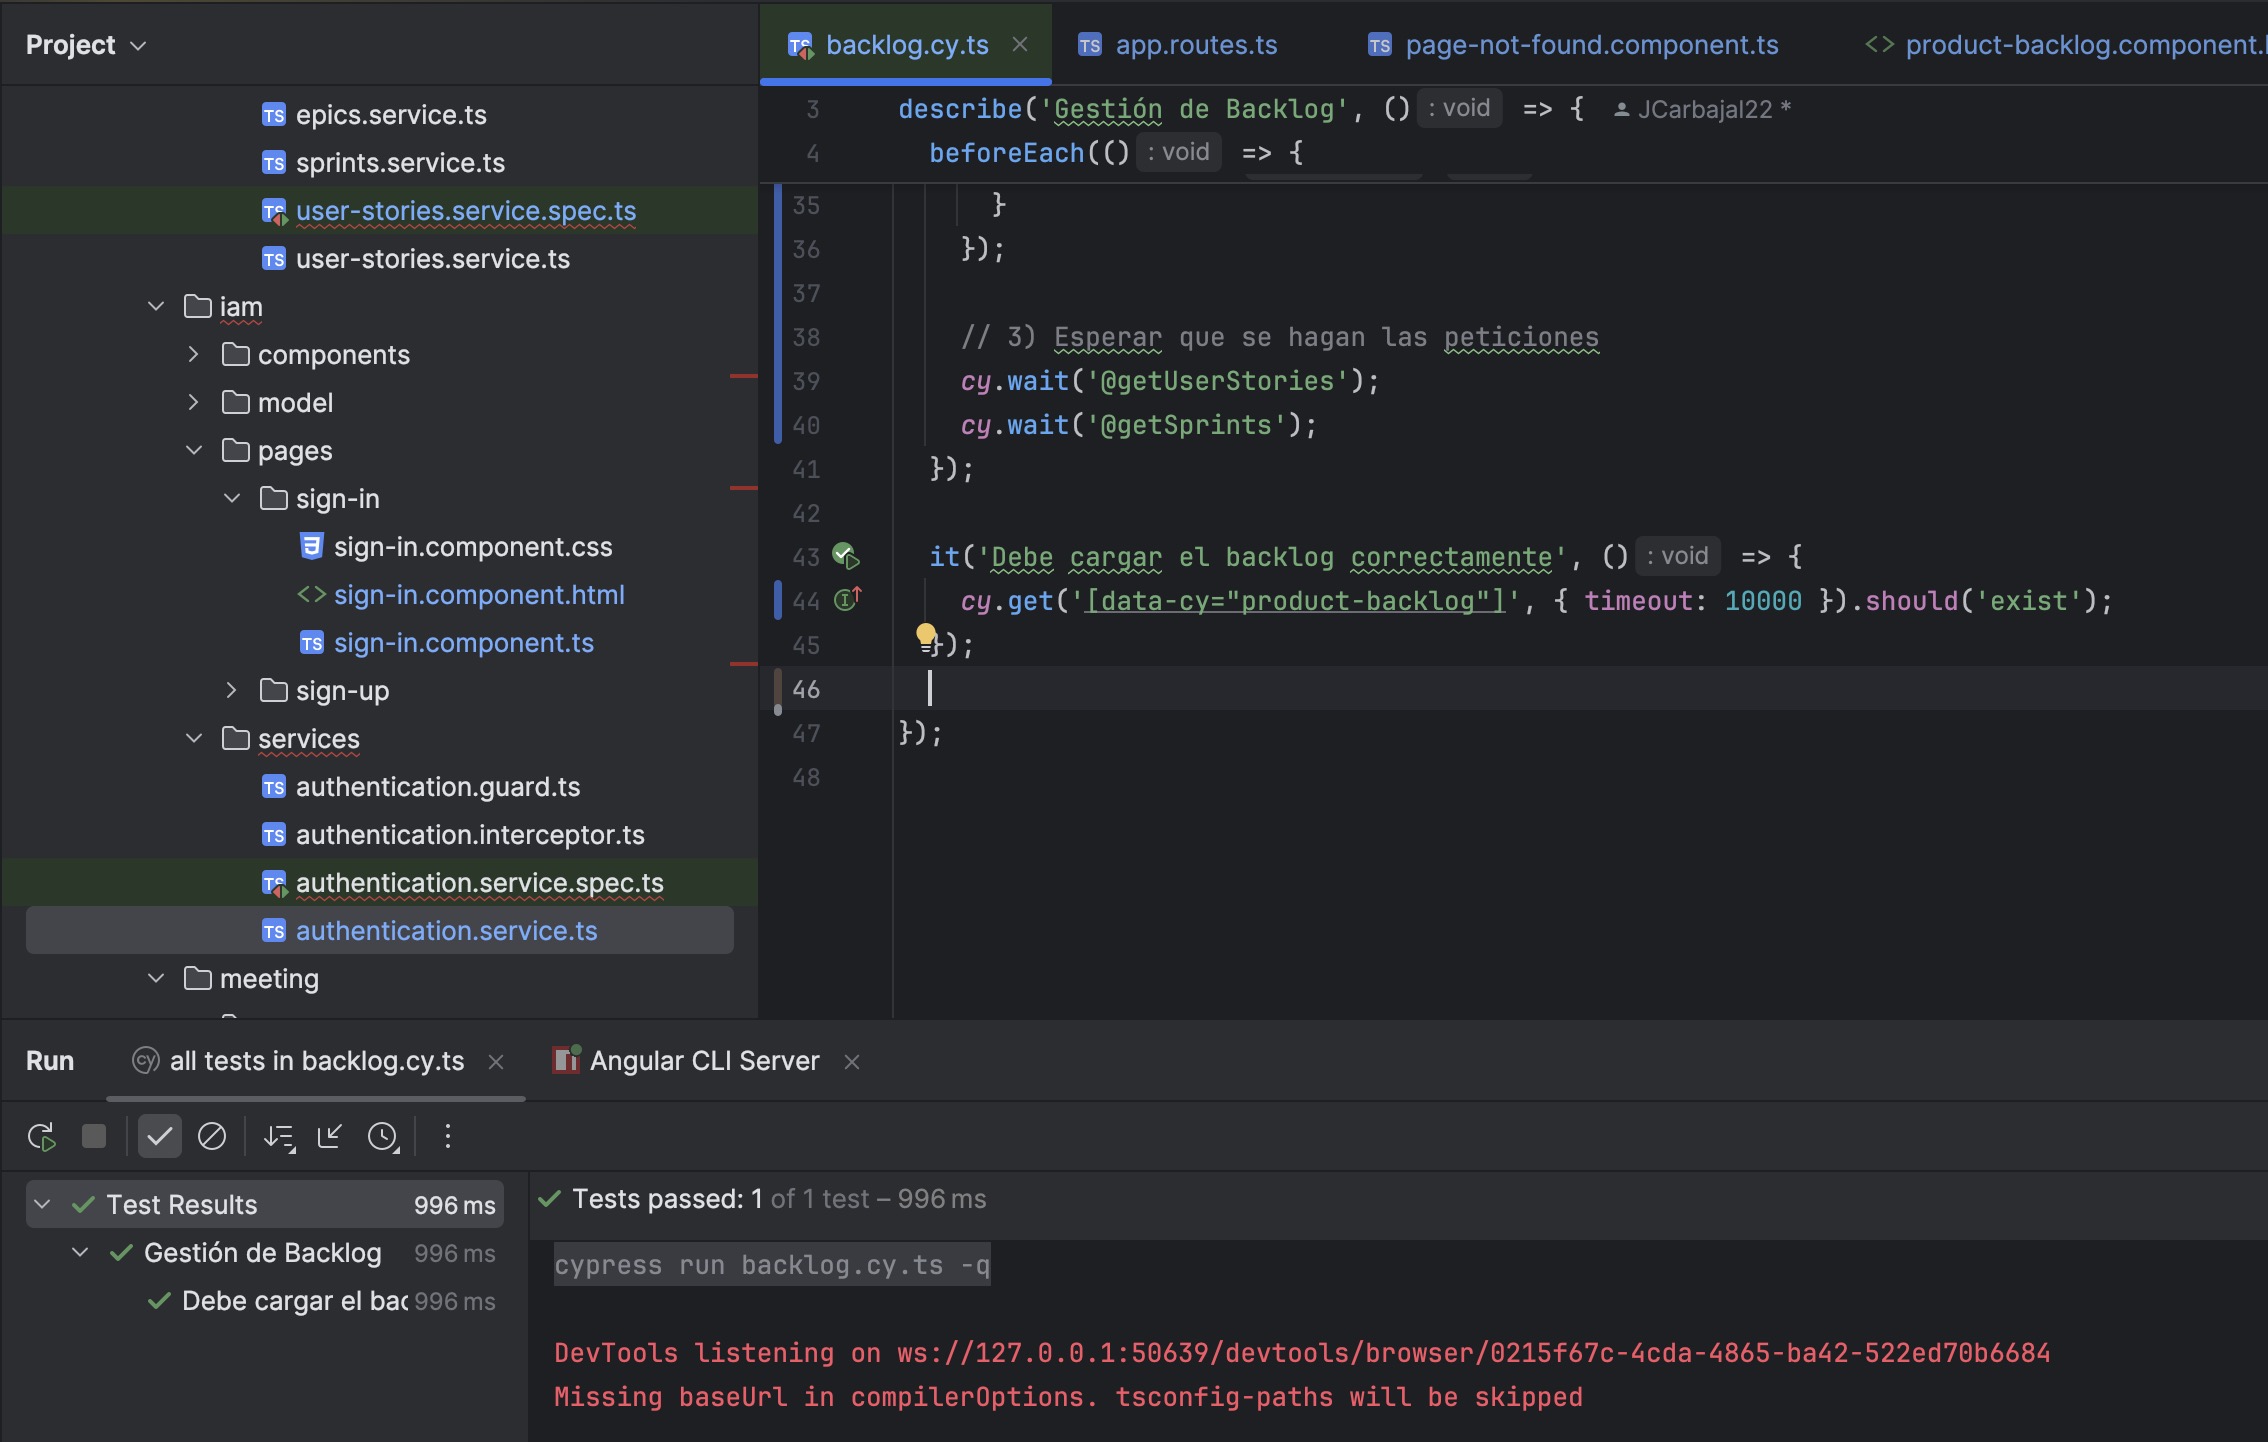 Project
epics.service.ts
sprints.service.ts
user-stories.service.spec.ts
user-stories.service.ts
iam
components
model
pages
sign-in
sign-in.component.css
sign-in.component.html
sign-in.component.ts
sign-up
services
authentication.guard.ts
authentication.interceptor.ts
authentication.service.spec.ts
authentication.service.ts
meeting
backlog.cy.ts
app.routes.ts
page-not-found.component.ts
product-backlog.component.
3 describe('Gestión de Backlog', () : void => { JCarbajal22 *
4 beforeEach(() : void => {
35 }
36 });
37
38 // 3) Esperar que se hagan las peticiones
39 cy.wait('@getUserStories');
40 cy.wait('@getSprints');
41 });
42
43 it('Debe cargar el backlog correctamente', () : void => {
44 cy.get('[data-cy="product-backlog"]', { timeout: 10000 }).should('exist');
45 });
46
47 });
48
Run
all tests in backlog.cy.ts
Angular CLI Server
Test Results 996 ms
Gestión de Backlog 996 ms
Debe cargar el bac 996 ms
Tests passed: 1 of 1 test – 996 ms
cypress run backlog.cy.ts -q
DevTools listening on ws://127.0.0.1:50639/devtools/browser/0215f67c-4cda-4865-ba42-522ed70b6684
Missing baseUrl in compilerOptions. tsconfig-paths will be skipped